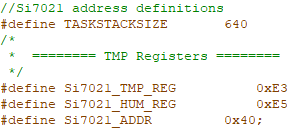 //Si7021 address definitions
#define TASKSTACKSIZE 640
/*
* ======== TMP Registers ========
*/
#define Si7021_TMP_REG 0xE3
#define Si7021_HUM_REG 0xE5
#define Si7021_ADDR 0x40;